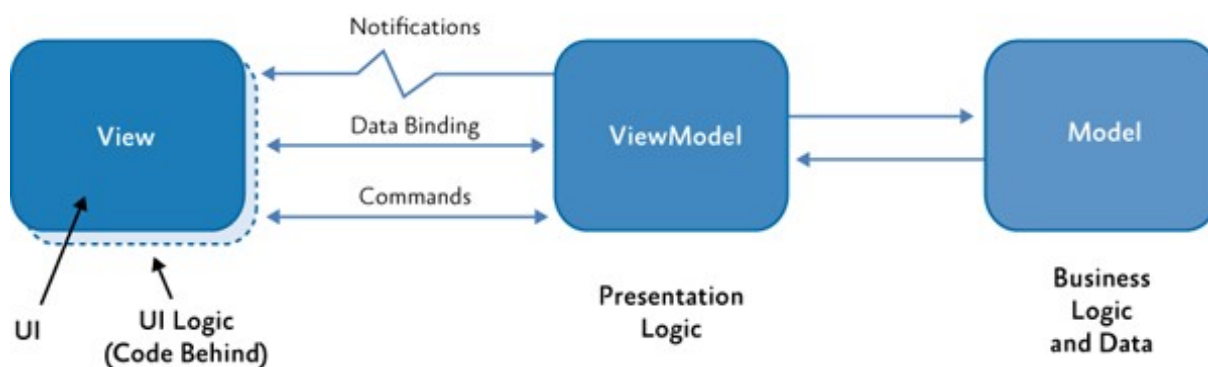 Notifications
View
Data Binding
ViewModel
Model
Commands
UI
UI Logic
(Code Behind)
Presentation
Logic
Business
Logic
and Data